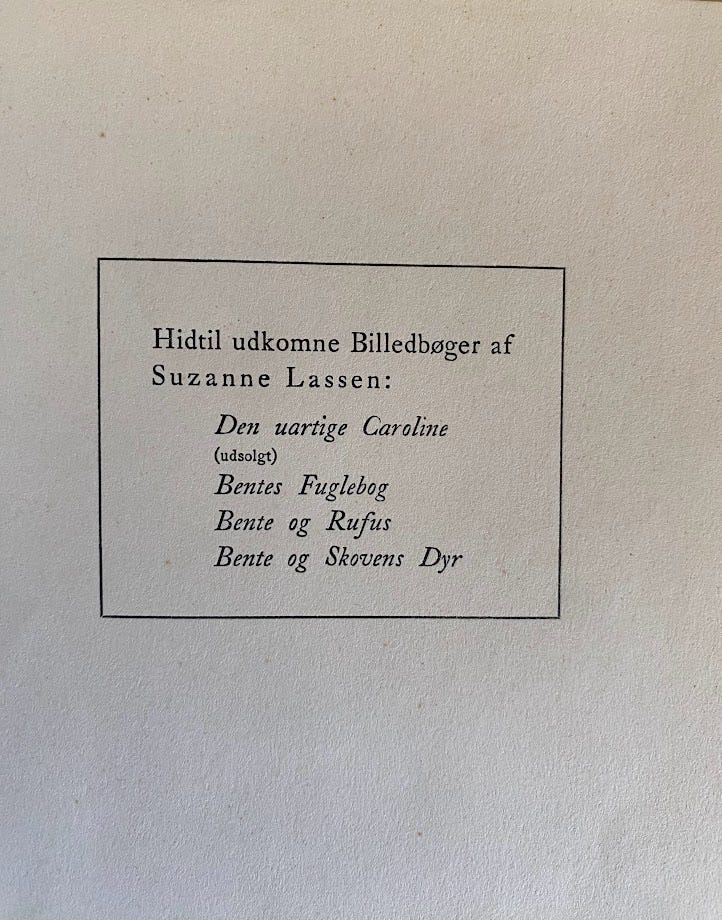 Hidtil udkomne Billedbøger af
Suzanne Lassen:
Den uartige Caroline
(udsolgt)
Bentes Fuglebog
Bente og Rufus
Bente og Skovens Dyr